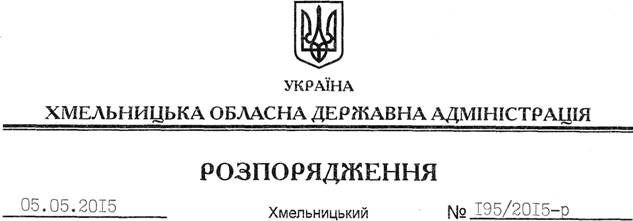 УКРАЇНА
ХМЕЛЬНИЦЬКА ОБЛАСНА ДЕРЖАВНА АДМІНІСТРАЦІЯ
РОЗПОРЯДЖЕННЯ
05.05.2015 Хмельницький № 195/2015-р